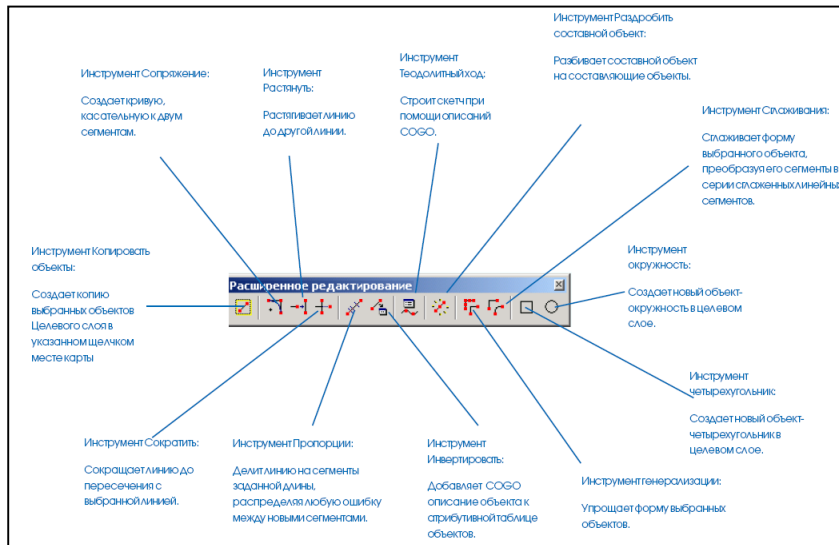 Инструмент Раздробить
составной объект:
Разбивает составной объект
на составляющие объекты.
Инструмент Сопряжение:
Создает кривую,
касательную к двум
сегментам.
Инструмент
Растянуть:
Растягивает линию
до другой линии.
Инструмент
Теодолитный ход:
Строит скетч при
помощи описаний
COGO.
Инструмент Сглаживания:
Сглаживает форму
выбранного объекта,
преобразуя его сегменты в
серии сглаженных линейных
сегментов.
Инструмент Копировать
объекты:
Создает копию
выбранных объектов
Целевого слоя в
указанном щелчком
месте карты
Расширенное редактирование
Инструмент
окружность:
Создает новый объект-
окружность в целевом
слое.
Инструмент
четырехугольник:
Создает новый объект-
четырехугольник в
целевом слое.
Инструмент Сократить:
Сокращает линию до
пересечения с
выбранной линией.
Инструмент Пропорции:
Делит линию на сегменты
заданной длины,
распределяя любую ошибку
между новыми сегментами.
Инструмент
Инвертировать:
Добавляет COGO
описание объекта к
атрибутивной таблице
объектов.
Инструмент генерализации:
Упрощает форму выбранных
объектов.